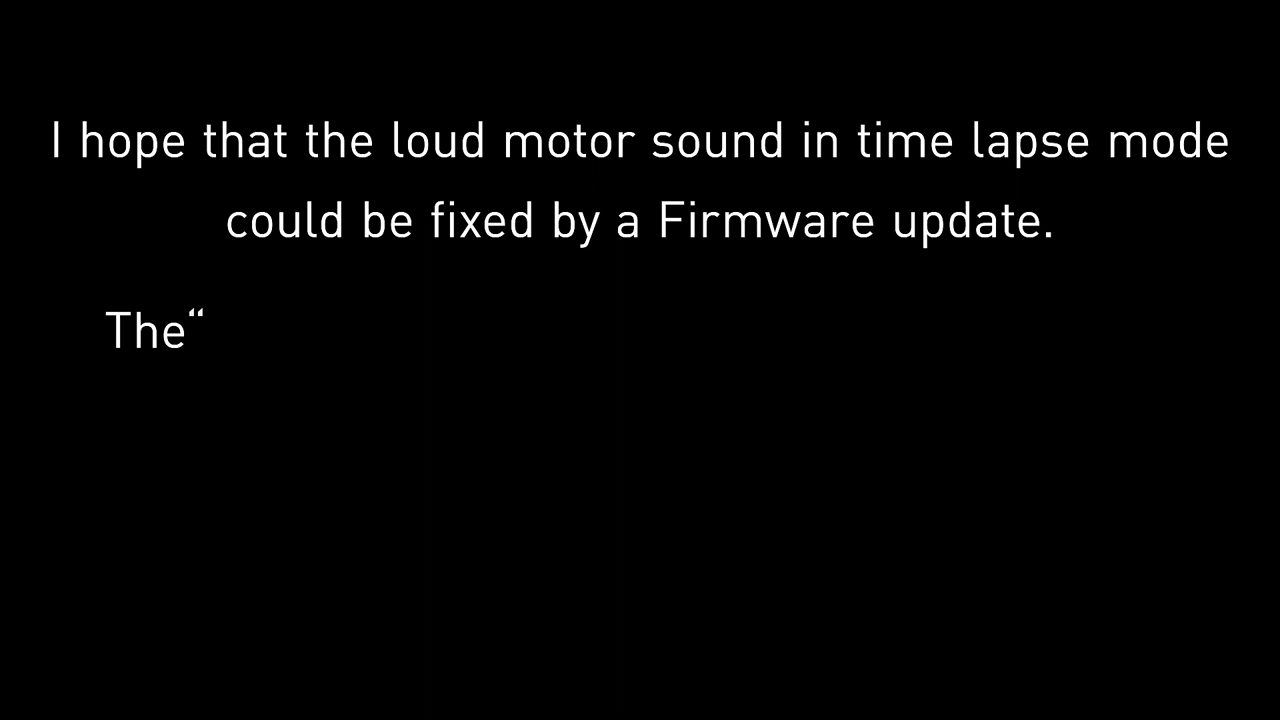 I hope that the loud motor sound in time lapse mode
could be fixed by a Firmware update.
The“